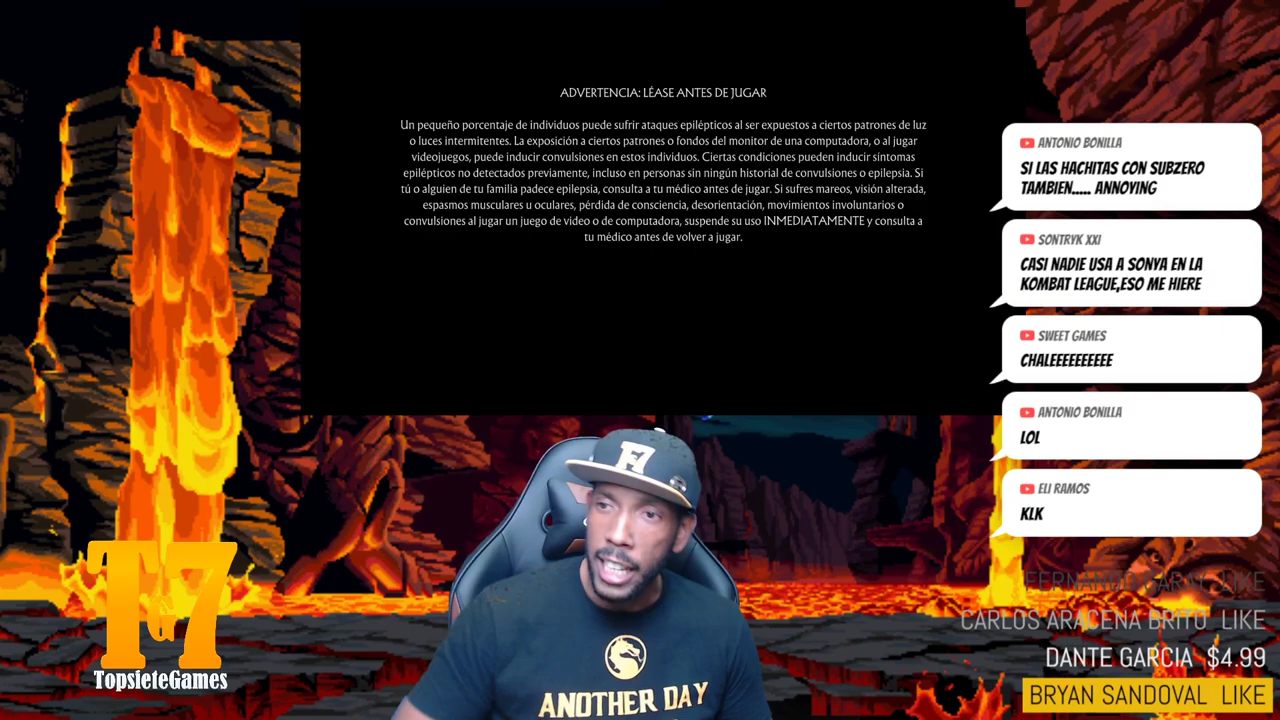 ADVERTENCIA: LÉASE ANTES DE JUGAR
Un pequeño porcentaje de individuos puede sufrir ataques epilépticos al ser expuestos a ciertos patrones de luz
o luces intermitentes. La exposición a ciertos patrones o fondos del monitor de una computadora, o al jugar
videojuegos, puede inducir convulsiones en estos individuos. Ciertas condiciones pueden inducir síntomas
epilépticos no detectados previamente, incluso en personas sin ningún historial de convulsiones o epilepsia. Si
tú o alguien de tu familia padece epilepsia, consulta a tu médico antes de jugar. Si sufres mareos, visión alterada,
espasmos musculares u oculares, pérdida de consciencia, desorientación, movimientos involuntarios o
convulsiones al jugar un juego de video o de computadora, suspende su uso INMEDIATAMENTE y consulta a
tu médico antes de volver a jugar.
ANTONIO BONILLA
SI LAS HACHITAS CON SUBZERO
TAMBIEN..... ANNOYING
SONTRYK XXI
CASI NADIE USA A SONYA EN LA
KOMBAT LEAGUE,ESO ME HIERE
SWEET GAMES
CHALEEEEEEEEEE
ANTONIO BONILLA
LOL
ELI RAMOS
KLK
LIKE
CARLOS ARACENA BRITO LIKE
DANTE GARCIA $4.99
BRYAN SANDOVAL LIKE
T7
ANOTHER DAY
TG7
TopsieteGames